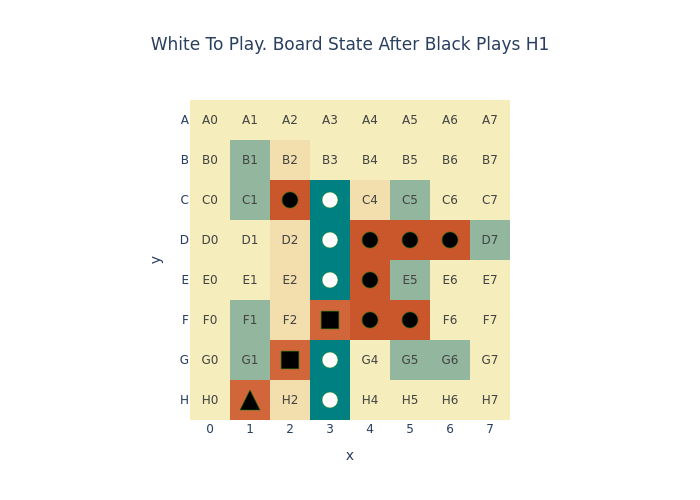 White To Play. Board State After Black Plays H1
A A0 A1 A2 A3 A4 A5 A6 A7
B B0 B1 B2 B3 B4 B5 B6 B7
C C0 C1 C4 C5 C6 C7
D D0 D1 D2 D7
E E0 E1 E2 E5 E6 E7
F F0 F1 F2 F6 F7
G G0 G1 G4 G5 G6 G7
H H0 H2 H4 H5 H6 H7
0 1 2 3 4 5 6 7
x
y